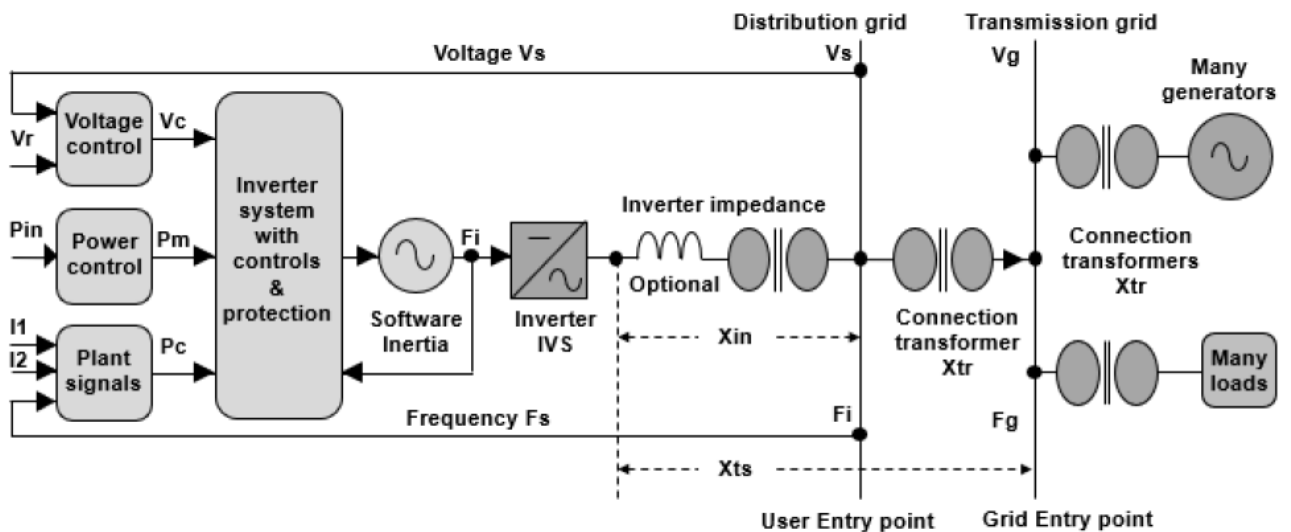 Distribution grid
Transmission grid
Voltage Vs
Vs
Vg
Many
generators
Vr
Voltage
control
Vc
Inverter
system
with
controls
&
protection
Pin
Power
control
Pm
Fi
Software
Inertia
Inverter
IVS
Inverter impedance
Optional
Connection
transformers
Xtr
I1
I2
Plant
signals
Pc
Xin
Connection
transformer
Xtr
Many
loads
Frequency Fs
Fi
Fg
Xts
User Entry point
Grid Entry point